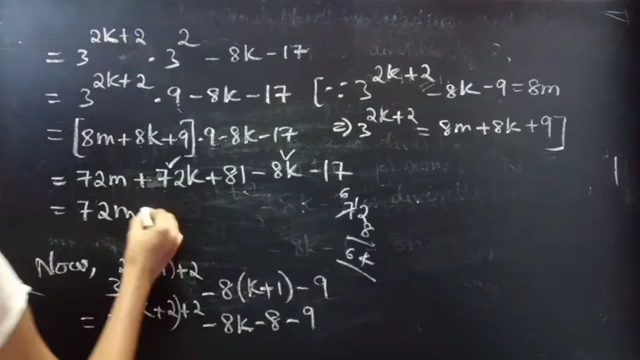 = 3^{2k+2} · 3^2 - 8k - 17
= 3^{2k+2} · 9 - 8k - 17 [∵ 3^{2k+2} - 8k - 9 = 8m
= [8m + 8k + 9] · 9 - 8k - 17 ⇒ 3^{2k+2} = 8m + 8k + 9]
= 72m + 72k + 81 - 8k - 17
= 72m
72
8
Now, - 8(k+1) - 9
= - 8k - 8 - 9